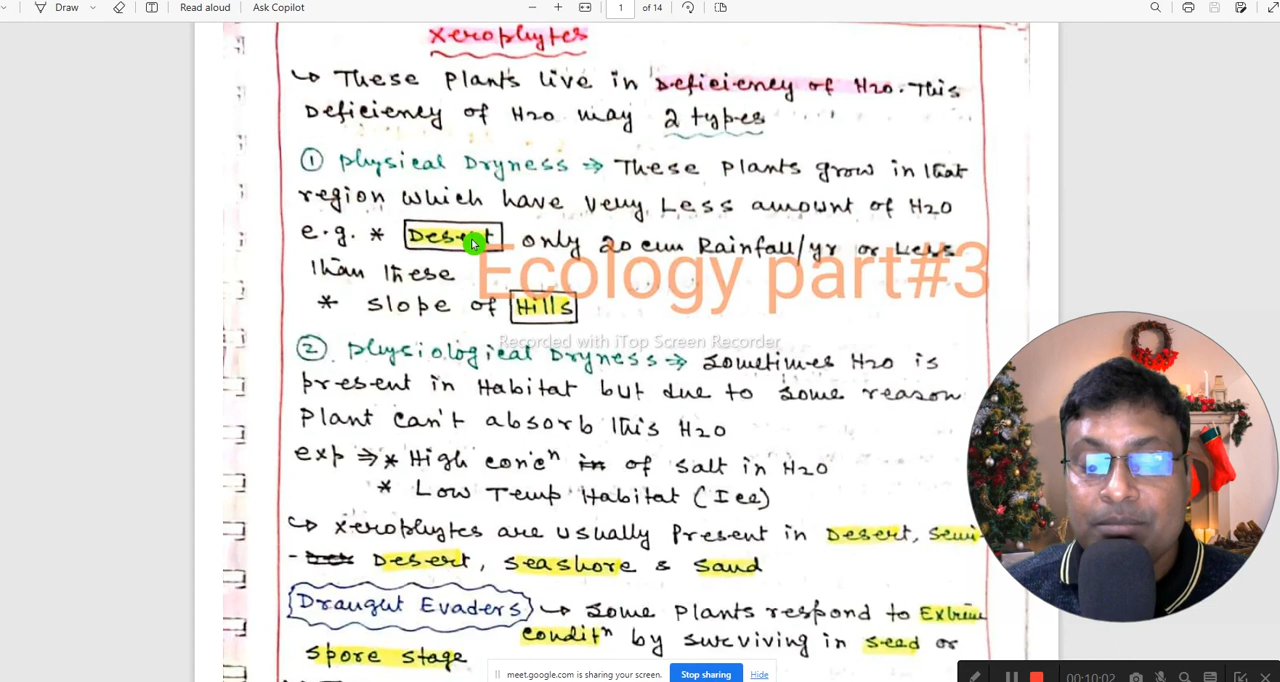 Draw
Read aloud
Ask Copilot
1 of 14
Xerophytes
↳ These Plants live in Deficiency of H2O. This
Deficiency of H2O may 2 types
① Physical Dryness ⇒ These Plants grow in that
region which have very Less amount of H2O
e.g. * Desert only 20 cm Rainfall/yr or Less
than these
Ecology part#3
* slope of Hills
Recorded with iTop Screen Recorder
② Physiological Dryness ⇒ sometimes H2O is
present in Habitat but due to some reason
Plant can't absorb this H2O
exp ⇒ * High concn of salt in H2O
* Low Temp Habitat (Ice)
↳ Xerophytes are usually Present in Desert, semi
- Desert, seashore & sand
Draught Evaders ↳ some Plants respond to Extreme
conditn by surviving in seed or
spore stage
meet.google.com is sharing your screen.
Stop sharing
Hide
00:10:02